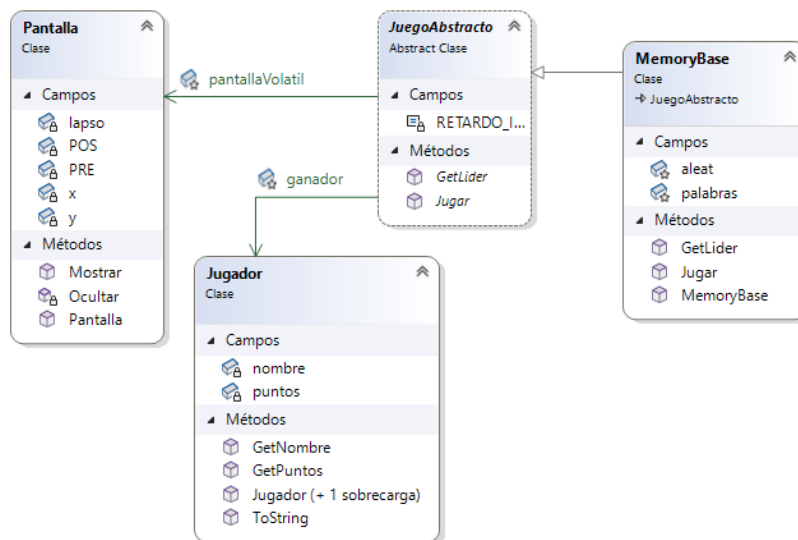 Pantalla
Clase
Campos
lapso
POS
PRE
x
y
Métodos
Mostrar
Ocultar
Pantalla
pantallaVolatíl
ganador
JuegoAbstracto
Abstract Clase
Campos
RETARDO_I...
Métodos
GetLider
Jugar
MemoryBase
Clase
JuegoAbstracto
Campos
aleat
palabras
Métodos
GetLider
Jugar
MemoryBase
Jugador
Clase
Campos
nombre
puntos
Métodos
GetNombre
GetPuntos
Jugador (+ 1 sobrecarga)
ToString